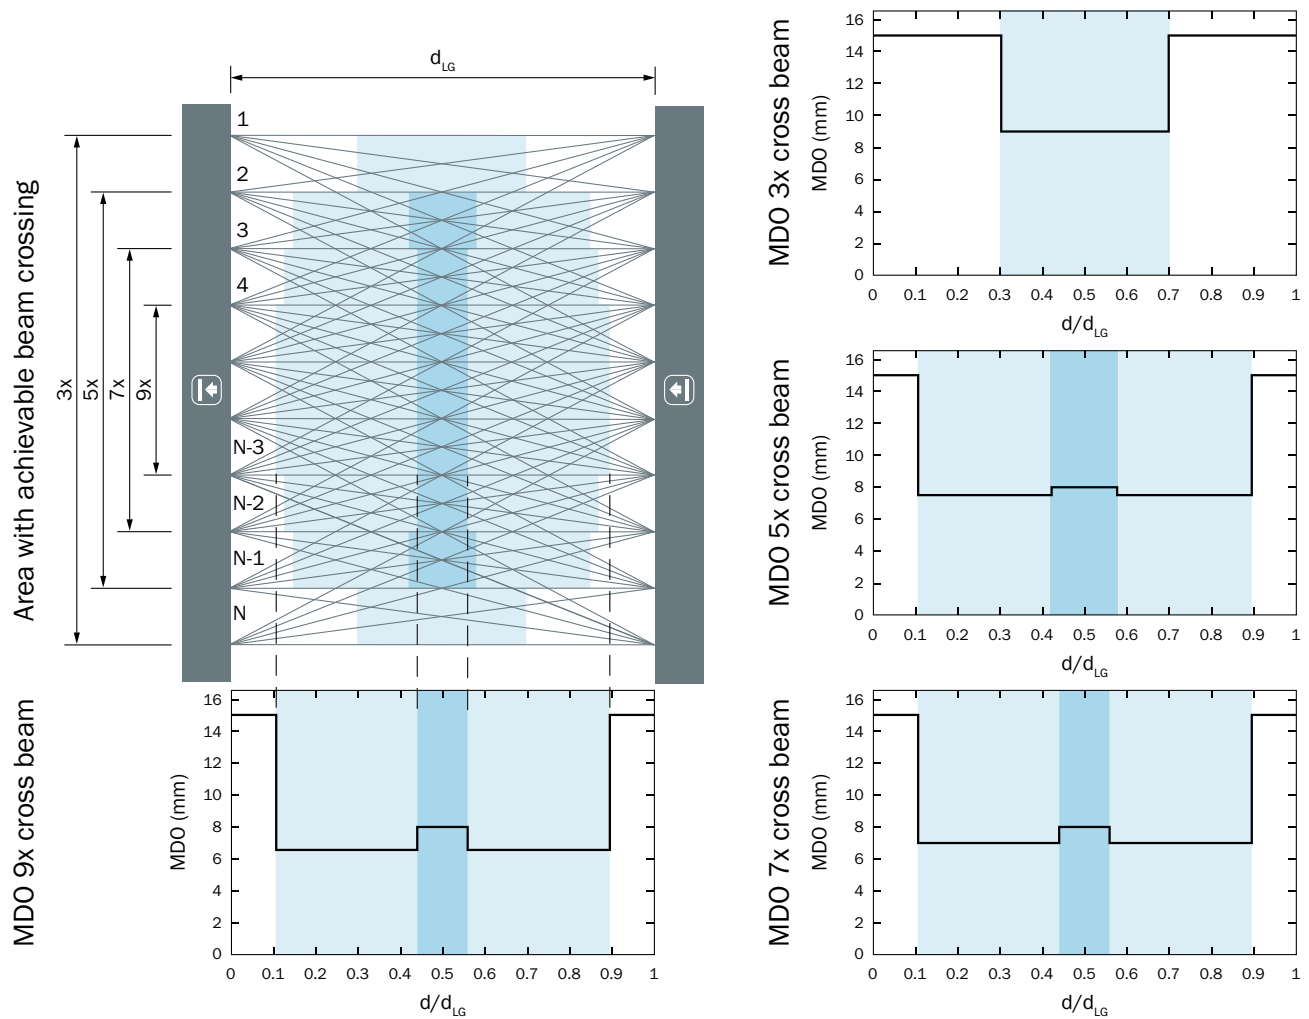 Area with achievable beam crossing
3x
5x
7x
9x
d_LG
1
2
3
4
N-3
N-2
N-1
N
MDO 3x cross beam
MDO (mm)
16
14
12
10
8
6
4
2
0
0 0.1 0.2 0.3 0.4 0.5 0.6 0.7 0.8 0.9 1
d/d_LG
MDO 5x cross beam
MDO (mm)
16
14
12
10
8
6
4
2
0
0 0.1 0.2 0.3 0.4 0.5 0.6 0.7 0.8 0.9 1
d/d_LG
MDO 9x cross beam
MDO (mm)
16
14
12
10
8
6
4
2
0
0 0.1 0.2 0.3 0.4 0.5 0.6 0.7 0.8 0.9 1
d/d_LG
MDO 7x cross beam
MDO (mm)
16
14
12
10
8
6
4
2
0
0 0.1 0.2 0.3 0.4 0.5 0.6 0.7 0.8 0.9 1
d/d_LG